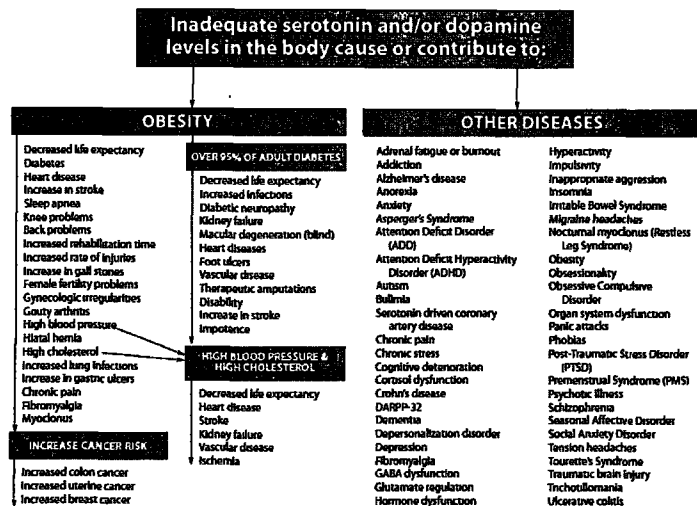 Inadequate serotonin and/or dopamine
levels in the body cause or contribute to:
OBESITY
Decreased life expectancy
Diabetes
Heart disease
Increase in stroke
Sleep apnea
Knee problems
Back problems
Increased rehabilitation time
Increased rate of injuries
Increase in gall stones
Female fertility problems
Gynecologic irregularities
Gouty arthritis
High blood pressure
Hiatal hernia
High cholesterol
Increased lung infections
Increase in gastric ulcers
Chronic pain
Fibromyalgia
Myoclonus
INCREASE CANCER RISK
Increased colon cancer
Increased uterine cancer
Increased breast cancer
OVER 95% OF ADULT DIABETES
Decreased life expectancy
Increased infections
Diabetic neuropathy
Kidney failure
Macular degeneration (blind)
Heart diseases
Foot ulcers
Vascular disease
Therapeutic amputations
Disability
Increase in stroke
Impotence
HIGH BLOOD PRESSURE &
HIGH CHOLESTEROL
Decreased life expectancy
Heart disease
Stroke
Kidney failure
Vascular disease
Ischemia
OTHER DISEASES
Adrenal fatigue or burnout
Addiction
Alzheimer's disease
Anorexia
Anxiety
Asperger's Syndrome
Attention Deficit Disorder
(ADD)
Attention Deficit Hyperactivity
Disorder (ADHD)
Autism
Bulimia
Serotonin driven coronary
artery disease
Chronic pain
Chronic stress
Cognitive deterioration
Cortosol dysfunction
Crohn's disease
DARPP-32
Dementia
Depersonalization disorder
Depression
Fibromyalgia
GABA dysfunction
Glutamate regulation
Hormone dysfunction
Hyperactivity
Impulsivity
Inappropriate aggression
Insomnia
Irritable Bowel Syndrome
Migraine headaches
Nocturnal myoclonus (Restless
Leg Syndrome)
Obesity
Obsessionality
Obsessive Compulsive
Disorder
Organ system dysfunction
Panic attacks
Phobias
Post-Traumatic Stress Disorder
(PTSD)
Premenstrual Syndrome (PMS)
Psychotic illness
Schizophrenia
Seasonal Affective Disorder
Social Anxiety Disorder
Tension headaches
Tourette's Syndrome
Traumatic brain injury
Trichotillomania
Ulcerative colitis